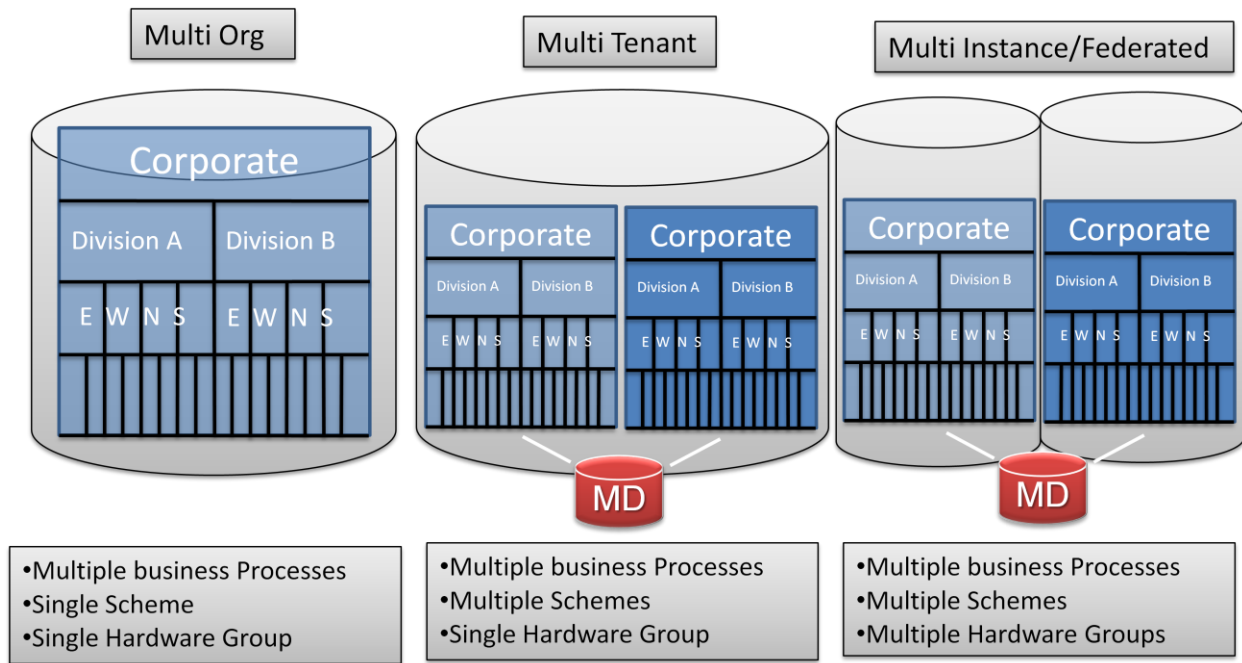 Multi Org
Multi Tenant
Multi Instance/Federated
Corporate
Division A Division B
E W N S E W N S
Corporate Corporate
Division A Division B Division A Division B
E W N S E W N S E W N S E W N S
MD
Corporate Corporate
Division A Division B Division A Division B
E W N S E W N S E W N S E W N S
MD
•Multiple business Processes
•Single Scheme
•Single Hardware Group
•Multiple business Processes
•Multiple Schemes
•Single Hardware Group
•Multiple business Processes
•Multiple Schemes
•Multiple Hardware Groups